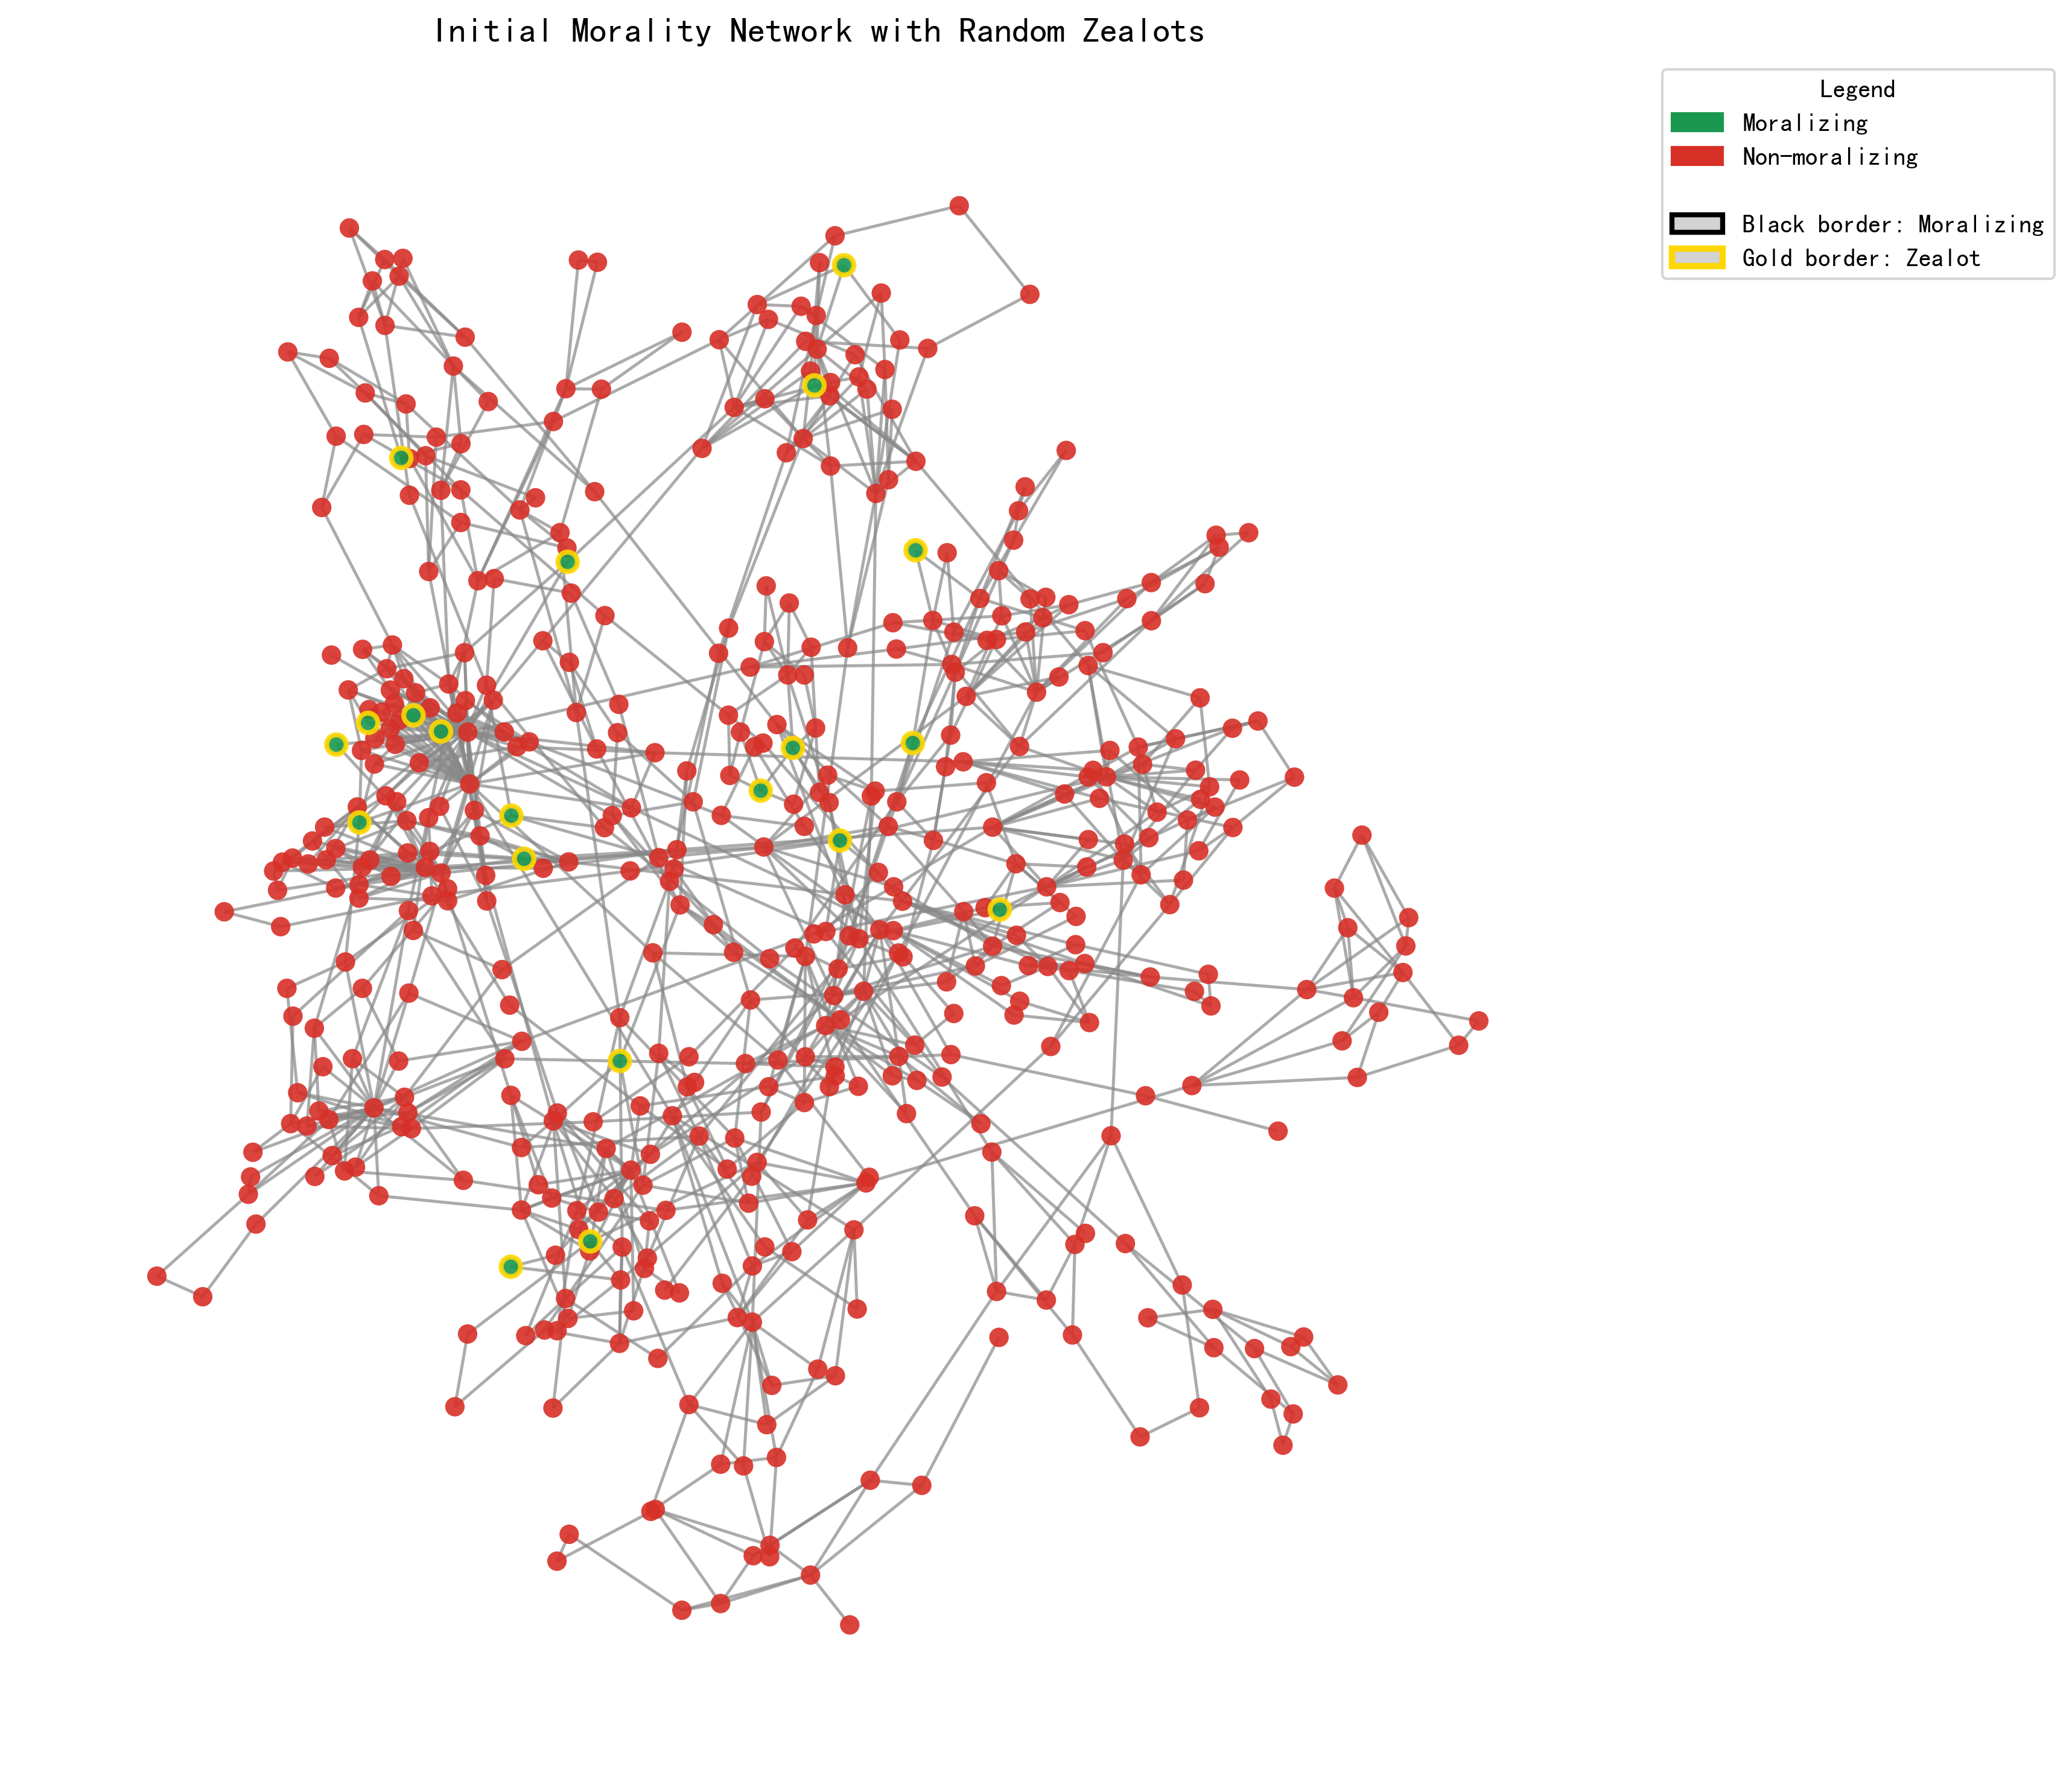 Initial Morality Network with Random Zealots
Legend
Moralizing
Non-moralizing
Black border: Moralizing
Gold border: Zealot